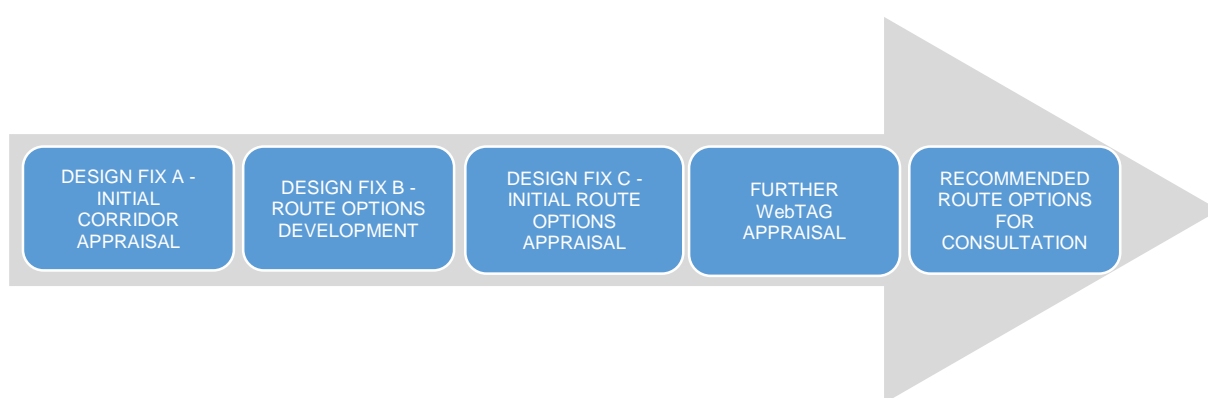 DESIGN FIX A -
INITIAL
CORRIDOR
APPRAISAL
DESIGN FIX B -
ROUTE OPTIONS
DEVELOPMENT
DESIGN FIX C -
INITIAL ROUTE
OPTIONS
APPRAISAL
FURTHER
WebTAG
APPRAISAL
RECOMMENDED
ROUTE OPTIONS
FOR
CONSULTATION